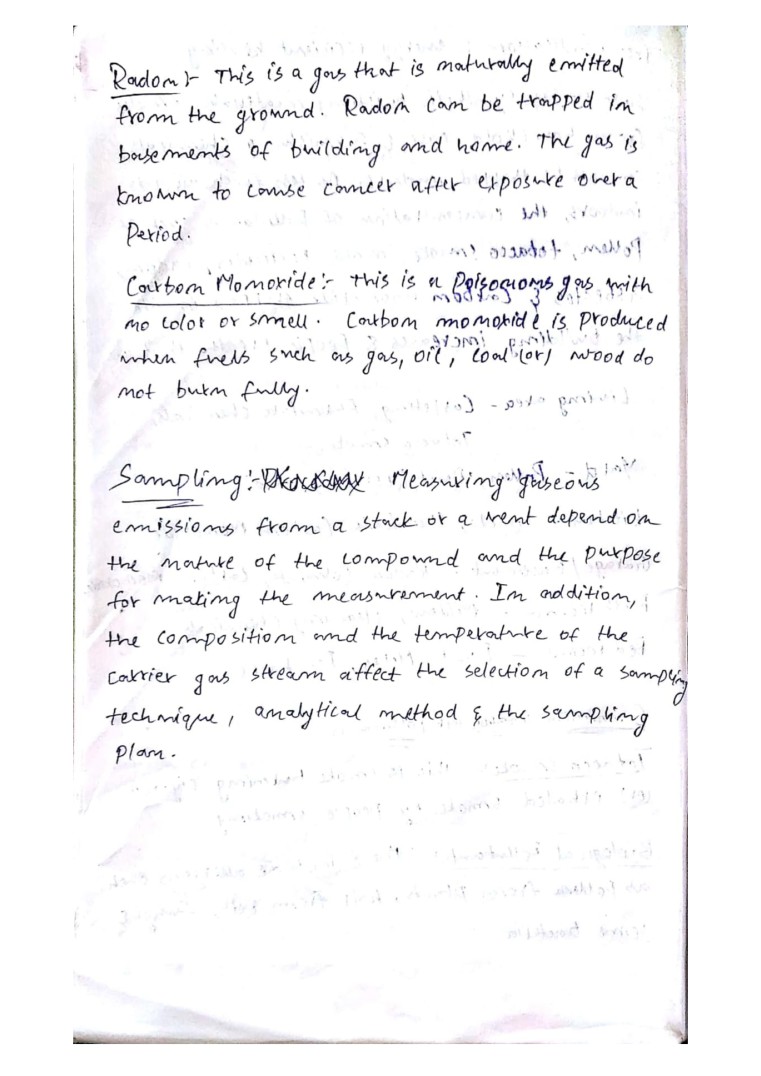 Radon :- This is a gas that is naturally emitted
from the ground. Radon can be trapped in
basements of building and home. The gas is
known to cause cancer after exposure over a
Period.
Carbon Monoxide :- This is a Poisonous gas with
no color or smell. Carbon monoxide is produced
when fuels such as gas, oil, coal (or) wood do
not burn fully.
Sampling :- Measuring gaseous
emissions from a stack or a vent depend on
the nature of the compound and the purpose
for making the measurement. In addition,
the composition and the temperature of the
carrier gas stream affect the selection of a sampling
technique, analytical method & the sampling
plan.